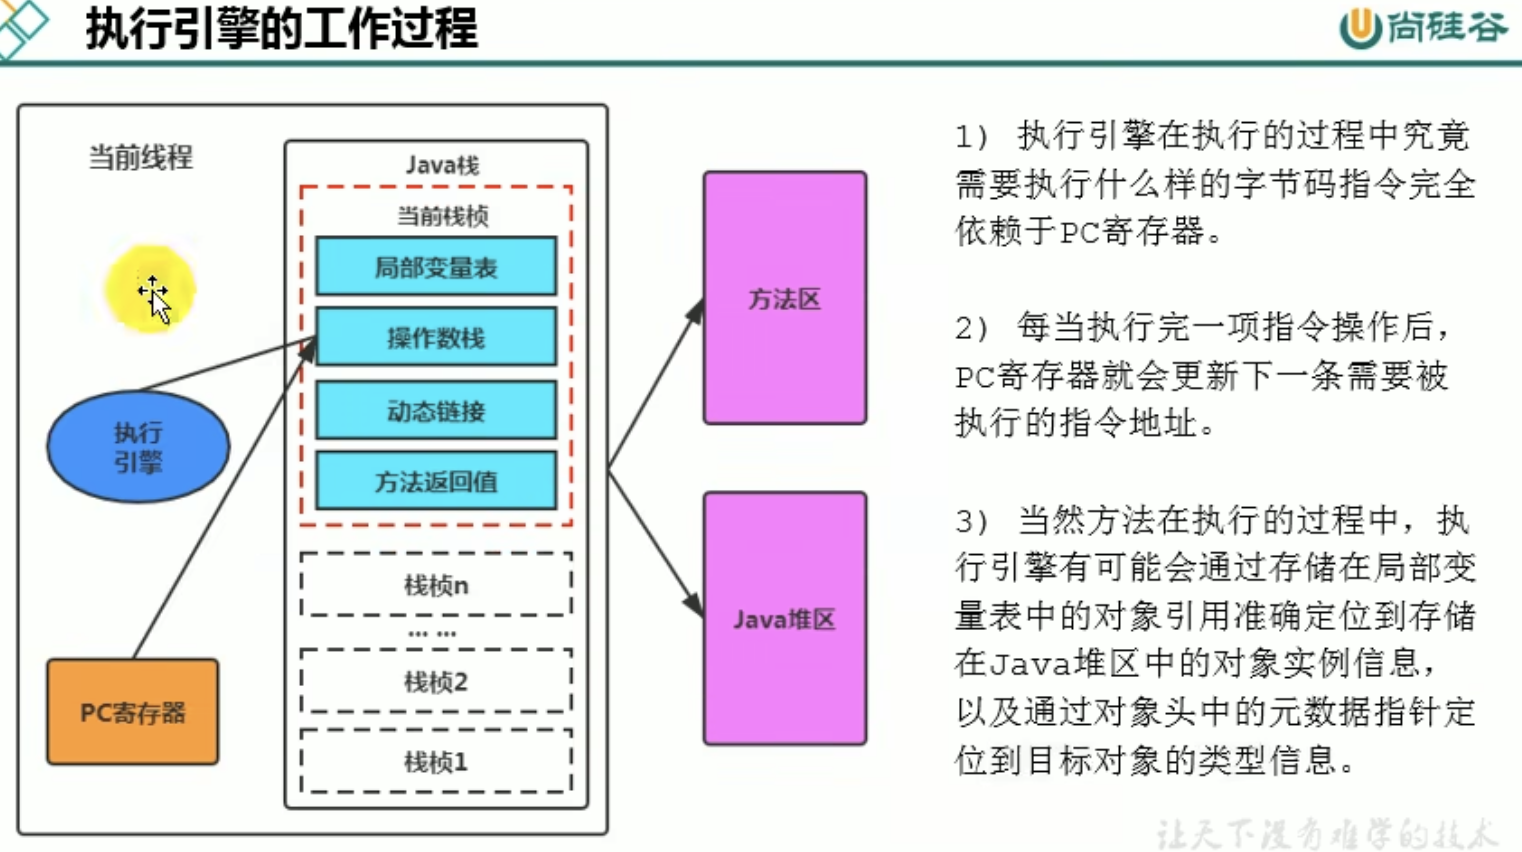 执行引擎的工作过程
尚硅谷
当前线程
Java栈
当前栈桢
局部变量表
操作数栈
动态链接
方法返回值
栈桢n
... ...
栈桢2
栈桢1
执行
引擎
PC寄存器
方法区
Java堆区
1） 执行引擎在执行的过程中究竟
需要执行什么样的字节码指令完全
依赖于PC寄存器。
2） 每当执行完一项指令操作后，
PC寄存器就会更新下一条需要被
执行的指令地址。
3） 当然方法在执行的过程中，执
行引擎有可能会通过存储在局部变
量表中的对象引用准确定位到存储
在Java堆区中的对象实例信息，
以及通过对象头中的元数据指针定
位到目标对象的类型信息。
让天下没有难学的技术